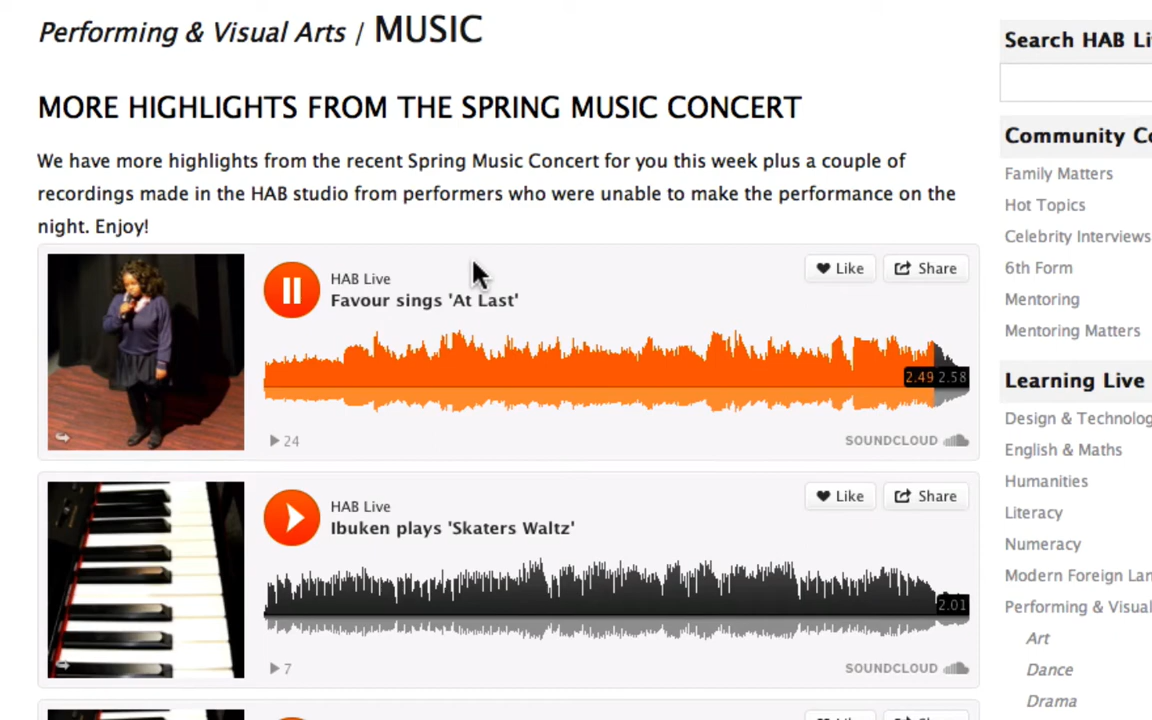 Performing & Visual Arts / MUSIC
MORE HIGHLIGHTS FROM THE SPRING MUSIC CONCERT
We have more highlights from the recent Spring Music Concert for you this week plus a couple of
recordings made in the HAB studio from performers who were unable to make the performance on the
night. Enjoy!
HAB Live
Favour sings 'At Last'
Like
Share
2.49 2.58
24
SOUNDCLOUD
HAB Live
Ibuken plays 'Skaters Waltz'
Like
Share
2.01
7
SOUNDCLOUD
Search HAB Li
Community Co
Family Matters
Hot Topics
Celebrity Interviews
6th Form
Mentoring
Mentoring Matters
Learning Live
Design & Technolog
English & Maths
Humanities
Literacy
Numeracy
Modern Foreign Lan
Performing & Visual
Art
Dance
Drama